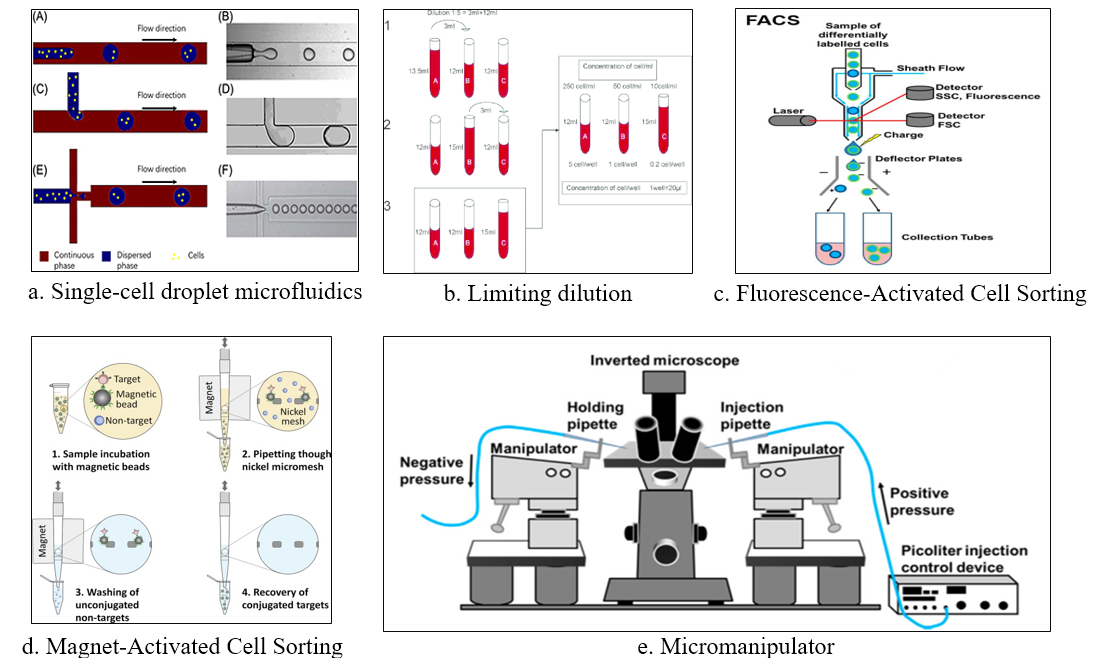 (A)
Flow direction
(B)
(C)
Flow direction
(D)
(E)
Flow direction
(F)
Continuous
phase
Dispersed
phase
Cells
a. Single-cell droplet microfluidics
Dilution 1:5 = 3ml+12ml
1
3ml
13.5ml
12ml
12ml
A
B
C
2
3ml
12ml
15ml
12ml
A
B
C
3
12ml
12ml
15ml
A
B
C
Concentration of cell/ml
250 cell/ml
50 cell/ml
10cell/ml
12ml
12ml
15ml
A
B
C
5 cell/well
1 cell/well
0.2 cell/well
Concentration of cell/well
1well=20µl
b. Limiting dilution
FACS
Sample of
differentially
labelled cells
Sheath Flow
Detector
SSC, Fluorescence
Laser
Detector
FSC
Charge
Deflector Plates
−
+
Collection Tubes
c. Fluorescence-Activated Cell Sorting
Target
Magnetic
bead
Non-target
1. Sample incubation
with magnetic beads
Magnet
Nickel
mesh
2. Pipetting though
nickel micromesh
Magnet
3. Washing of
unconjugated
non-targets
4. Recovery of
conjugated targets
d. Magnet-Activated Cell Sorting
Inverted microscope
Holding
pipette
Injection
pipette
Manipulator
Manipulator
Negative
pressure
Positive
pressure
Picoliter injection
control device
e. Micromanipulator